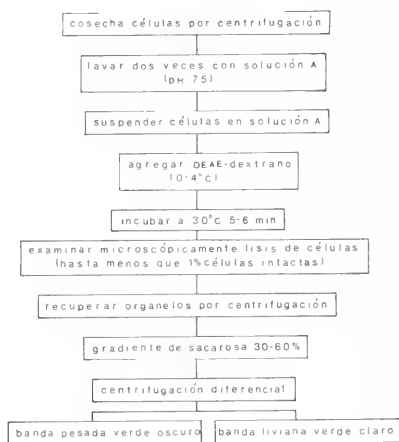 cosecha células por centrifugación
lavar dos veces con solución A
(pH 75)
suspender células en solución A
agregar DEAE-dextrano
(0-4°C)
incubar a 30°C 5-6 min
examinar microscópicamente lisis de células
(hasta menos que 1% células intactas)
recuperar organelos por centrifugación
gradiente de sacarosa 30-60%
centrifugación diferencial
banda pesada verde oscuro
banda liviana verde claro